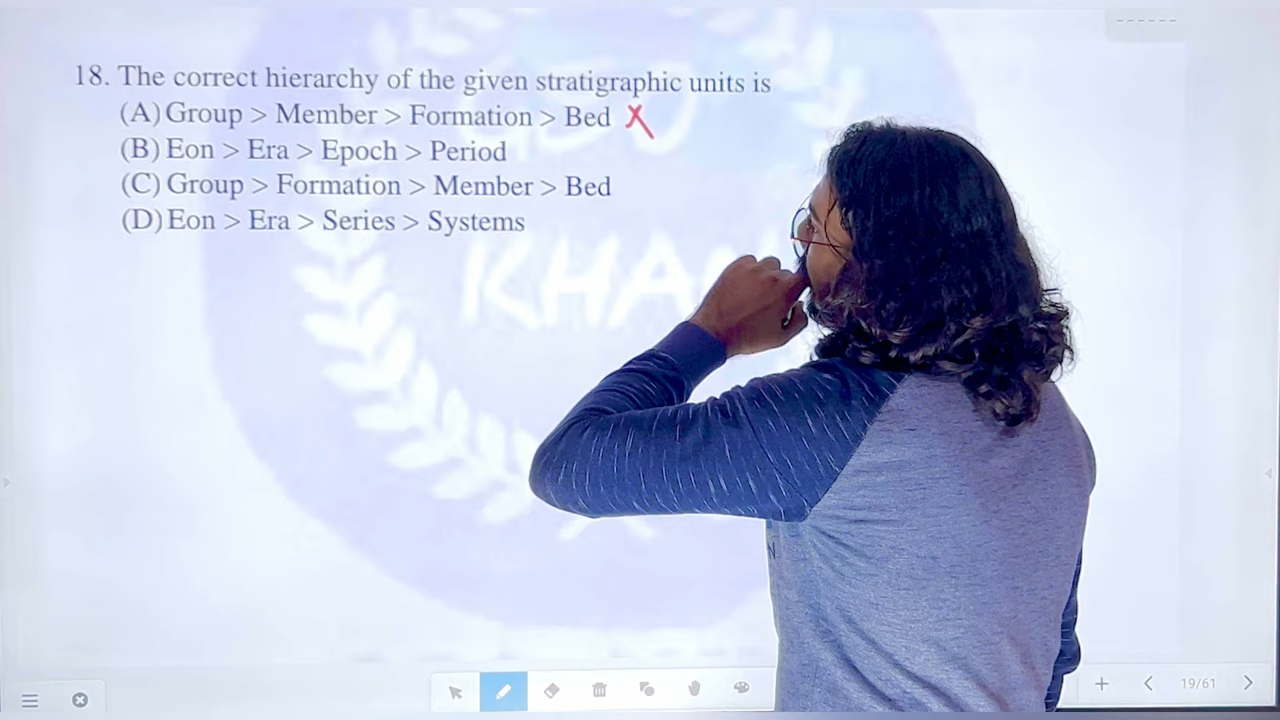 18. The correct hierarchy of the given stratigraphic units is
(A) Group > Member > Formation > Bed X
(B) Eon > Era > Epoch > Period
(C) Group > Formation > Member > Bed
(D) Eon > Era > Series > Systems
KHA
19/61